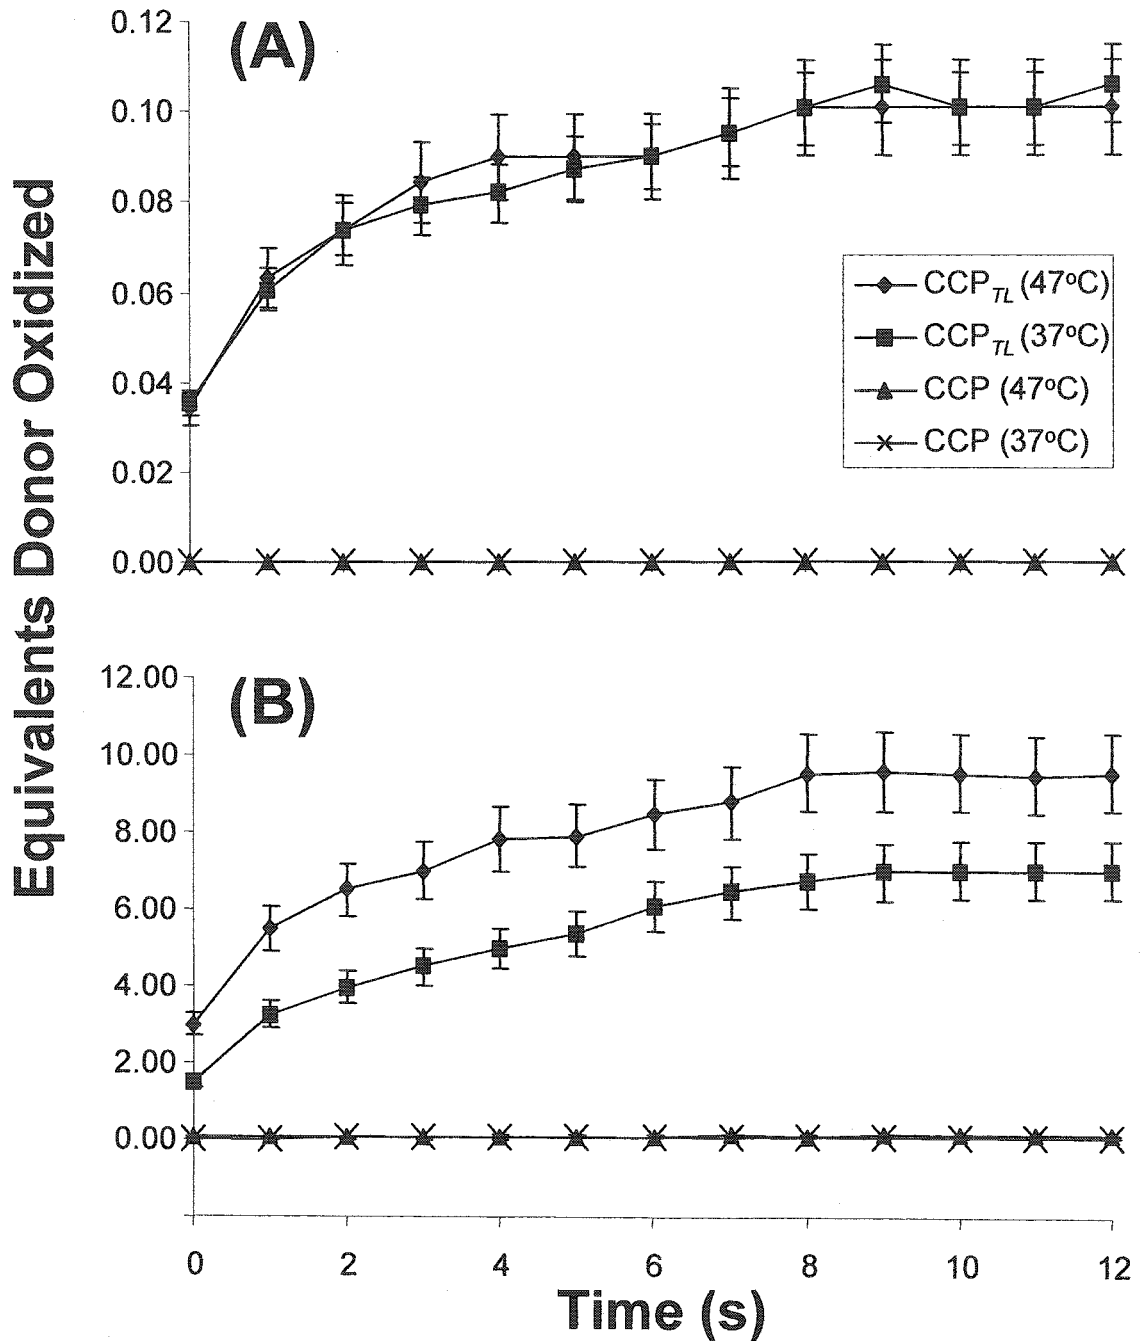 Equivalents Donor Oxidized
(A)
0.12
0.10
0.08
0.06
0.04
0.02
0.00
CCP_TL (47°C)
CCP_TL (37°C)
CCP (47°C)
CCP (37°C)
(B)
12.00
10.00
8.00
6.00
4.00
2.00
0.00
0 2 4 6 8 10 12
Time (s)